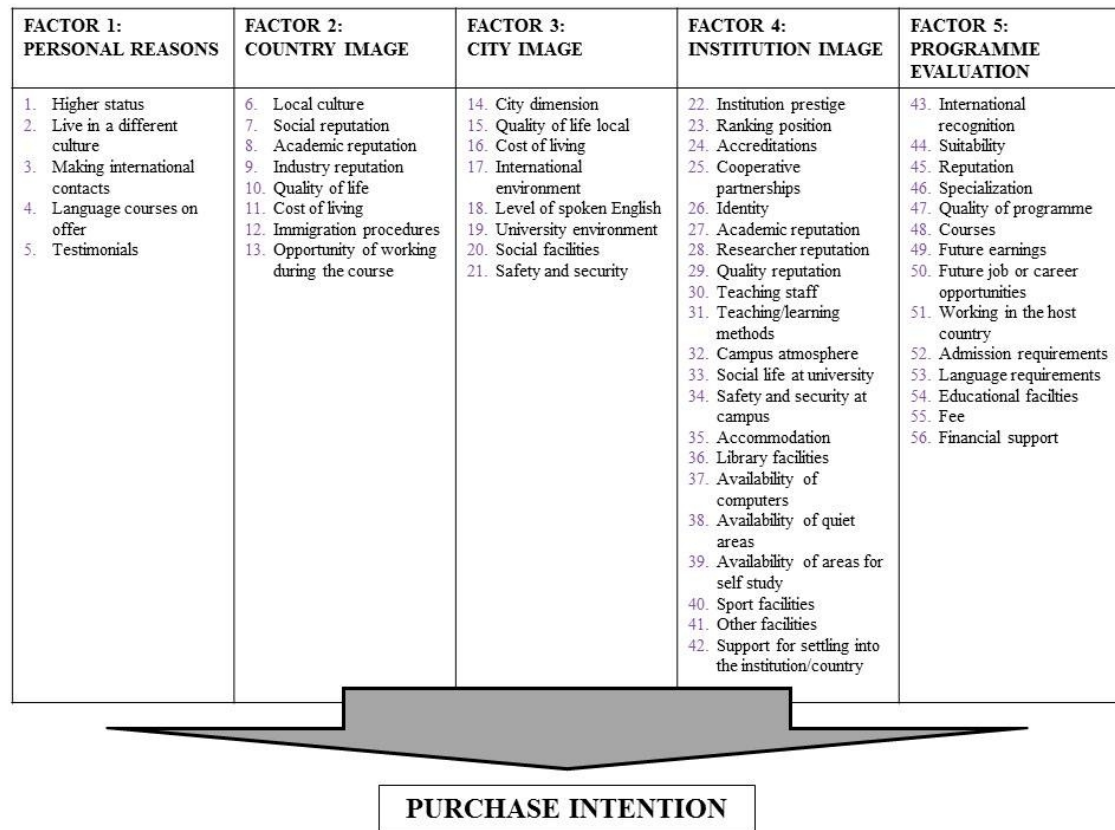 FACTOR 1:
PERSONAL REASONS
1. Higher status
2. Live in a different
culture
3. Making international
contacts
4. Language courses on
offer
5. Testimonials
FACTOR 2:
COUNTRY IMAGE
6. Local culture
7. Social reputation
8. Academic reputation
9. Industry reputation
10. Quality of life
11. Cost of living
12. Immigration procedures
13. Opportunity of working
during the course
FACTOR 3:
CITY IMAGE
14. City dimension
15. Quality of life local
16. Cost of living
17. International
environment
18. Level of spoken English
19. University environment
20. Social facilities
21. Safety and security
FACTOR 4:
INSTITUTION IMAGE
22. Institution prestige
23. Ranking position
24. Accreditations
25. Cooperative
partnerships
26. Identity
27. Academic reputation
28. Researcher reputation
29. Quality reputation
30. Teaching staff
31. Teaching/learning
methods
32. Campus atmosphere
33. Social life at university
34. Safety and security at
campus
35. Accommodation
36. Library facilities
37. Availability of
computers
38. Availability of quiet
areas
39. Availability of areas for
self study
40. Sport facilities
41. Other facilities
42. Support for settling into
the institution/country
FACTOR 5:
PROGRAMME
EVALUATION
43. International
recognition
44. Suitability
45. Reputation
46. Specialization
47. Quality of programme
48. Courses
49. Future earnings
50. Future job or career
opportunities
51. Working in the host
country
52. Admission requirements
53. Language requirements
54. Educational facilties
55. Fee
56. Financial support
PURCHASE INTENTION